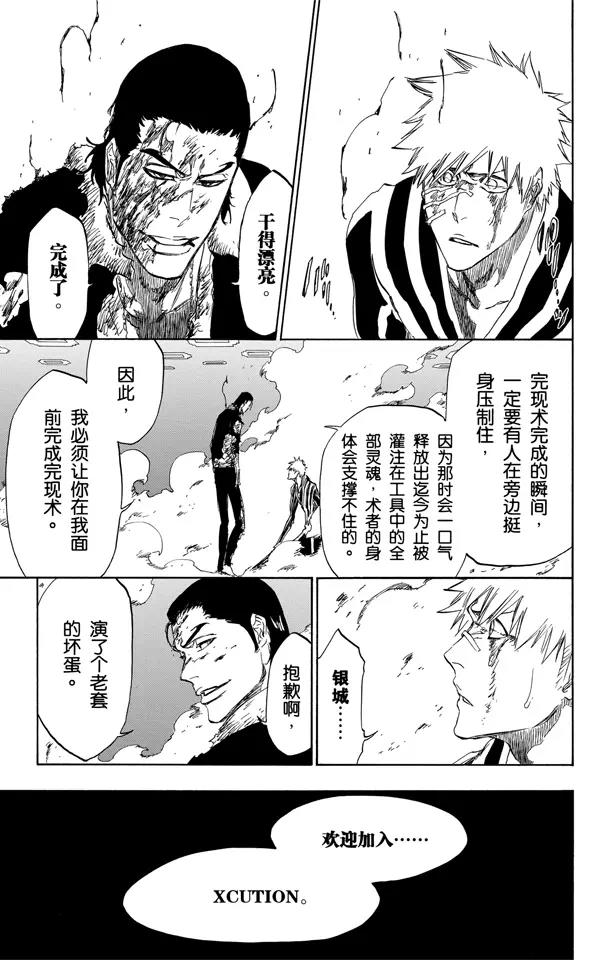 干得漂亮。
完成了。
完现术完成的瞬间，
一定要有人在旁边挺
身压制住，
因为那时会一口气
释放出迄今为止被
灌注在工具中的全
部灵魂，术者的身
体会支撑不住的。
因此，
我必须让你在我面
前完成完现术。
银城……
抱歉啊，
演了个老套
的坏蛋。
欢迎加入……
XCUTION。